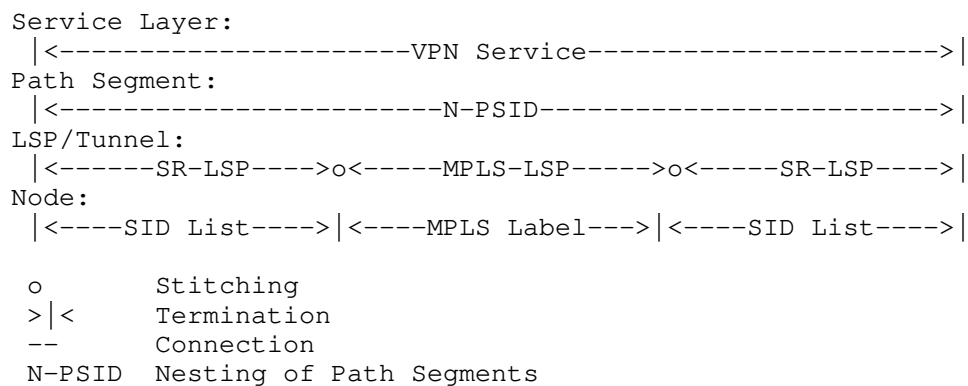 Service Layer:
|<----------------------VPN Service---------------------->|
Path Segment:
|<------------------------N-PSID------------------------->|
LSP/Tunnel:
|<------SR-LSP---->o<-----MPLS-LSP----->o<-----SR-LSP---->|
Node:
|<----SID List---->|<----MPLS Label--->|<----SID List---->|
o Stitching
>|< Termination
-- Connection
N-PSID Nesting of Path Segments